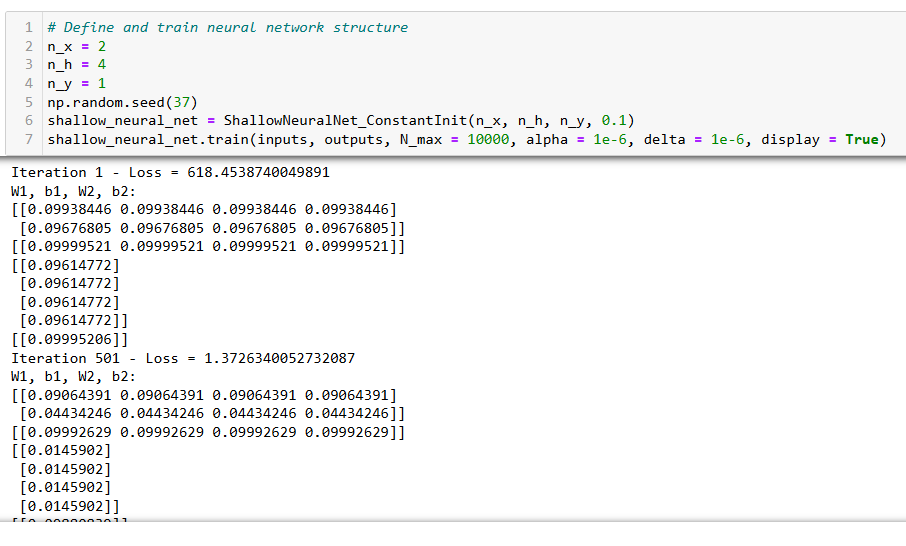 1 # Define and train neural network structure
2 n_x = 2
3 n_h = 4
4 n_y = 1
5 np.random.seed(37)
6 shallow_neural_net = ShallowNeuralNet_ConstantInit(n_x, n_h, n_y, 0.1)
7 shallow_neural_net.train(inputs, outputs, N_max = 10000, alpha = 1e-6, delta = 1e-6, display = True)
Iteration 1 - Loss = 618.4538740049891
W1, b1, W2, b2:
[[0.09938446 0.09938446 0.09938446 0.09938446]
[0.09676805 0.09676805 0.09676805 0.09676805]]
[[0.09999521 0.09999521 0.09999521 0.09999521]]
[[0.09614772]
[0.09614772]
[0.09614772]
[0.09614772]]
[[0.09995206]]
Iteration 501 - Loss = 1.3726340052732087
W1, b1, W2, b2:
[[0.09064391 0.09064391 0.09064391 0.09064391]
[0.04434246 0.04434246 0.04434246 0.04434246]]
[[0.09992629 0.09992629 0.09992629 0.09992629]]
[[0.0145902]
[0.0145902]
[0.0145902]
[0.0145902]]